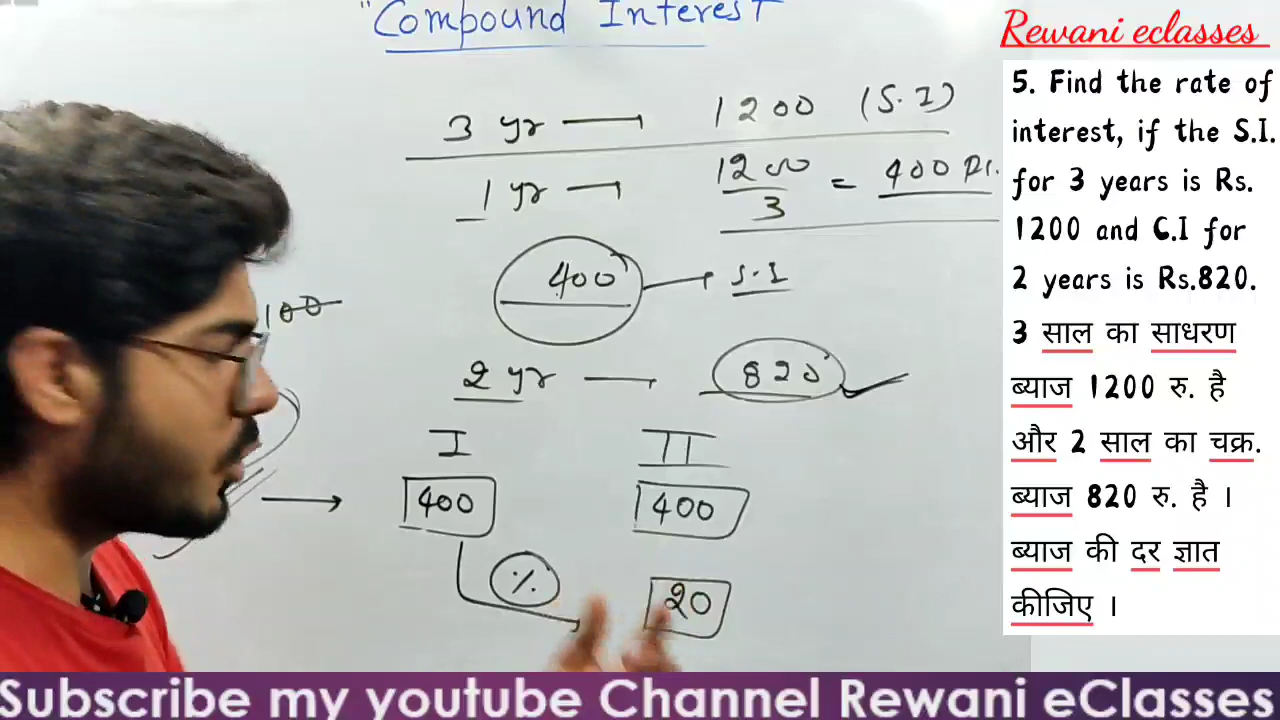 "Compound Interest
Rewani eclasses
3 yr → 1200 (S.I)
1 yr → 1200/3 = 400 Rs.
400 → S.I
100
2 yr → 820
I II
→ 400 400
% 20
5. Find the rate of
interest, if the S.I.
for 3 years is Rs.
1200 and C.I for
2 years is Rs.820.
3 साल का साधरण
ब्याज 1200 रु. है
और 2 साल का चक्र.
ब्याज 820 रु. है ।
ब्याज की दर ज्ञात
कीजिए ।
Subscribe my youtube Channel Rewani eClasses